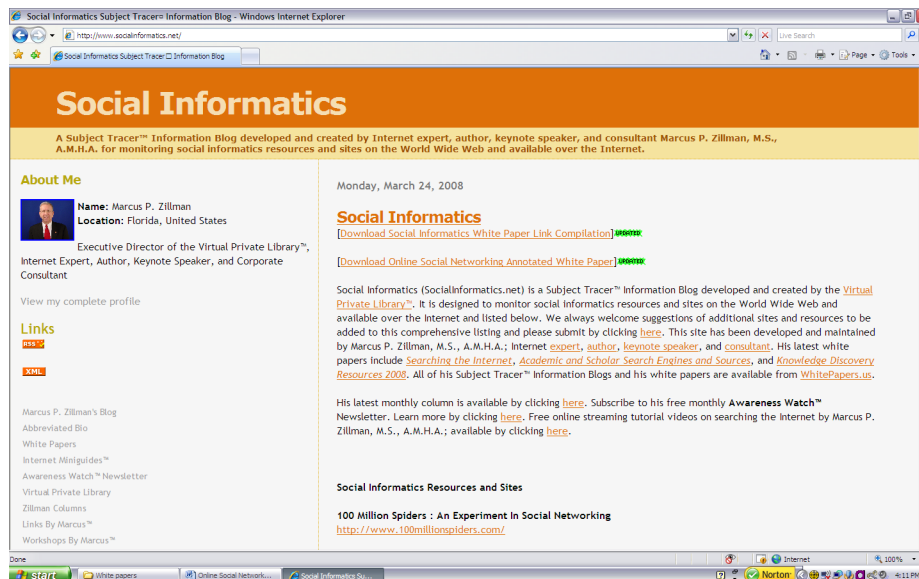 Social Informatics Subject Tracer= Information Blog - Windows Internet Explorer
http://www.socialinformatics.net/
Live Search
Social Informatics Subject Tracer□ Information Blog
Page
Tools
Social Informatics
A Subject Tracer™ Information Blog developed and created by Internet expert, author, keynote speaker, and consultant Marcus P. Zillman, M.S.,
A.M.H.A. for monitoring social informatics resources and sites on the World Wide Web and available over the Internet.
About Me
Name: Marcus P. Zillman
Location: Florida, United States
Executive Director of the Virtual Private Library™,
Internet Expert, Author, Keynote Speaker, and Corporate
Consultant
View my complete profile
Links
RSS
XML
Marcus P. Zillman's Blog
Abbreviated Bio
White Papers
Internet Miniguides™
Awareness Watch™ Newsletter
Virtual Private Library
Zillman Columns
Links By Marcus™
Workshops By Marcus™
Monday, March 24, 2008
Social Informatics
[Download Social Informatics White Paper Link Compilation] UPDATED
[Download Online Social Networking Annotated White Paper] UPDATED
Social Informatics (SocialInformatics.net) is a Subject Tracer™ Information Blog developed and created by the Virtual
Private Library™. It is designed to monitor social informatics resources and sites on the World Wide Web and
available over the Internet and listed below. We always welcome suggestions of additional sites and resources to be
added to this comprehensive listing and please submit by clicking here. This site has been developed and maintained
by Marcus P. Zillman, M.S., A.M.H.A.; Internet expert, author, keynote speaker, and consultant. His latest white
papers include Searching the Internet, Academic and Scholar Search Engines and Sources, and Knowledge Discovery
Resources 2008. All of his Subject Tracer™ Information Blogs and his white papers are available from WhitePapers.us.
His latest monthly column is available by clicking here. Subscribe to his free monthly Awareness Watch™
Newsletter. Learn more by clicking here. Free online streaming tutorial videos on searching the Internet by Marcus P.
Zillman, M.S., A.M.H.A.; available by clicking here.
Social Informatics Resources and Sites
100 Million Spiders : An Experiment In Social Networking
http://www.100millionspiders.com/
Done
Internet
100%
start
White papers
Online Social Network...
Social Informatics Su...
Norton